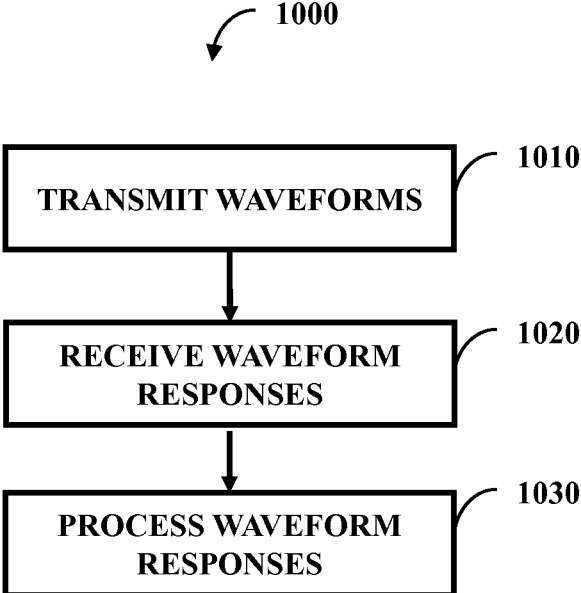 1000
1010
TRANSMIT WAVEFORMS
1020
RECEIVE WAVEFORM
RESPONSES
1030
PROCESS WAVEFORM
RESPONSES